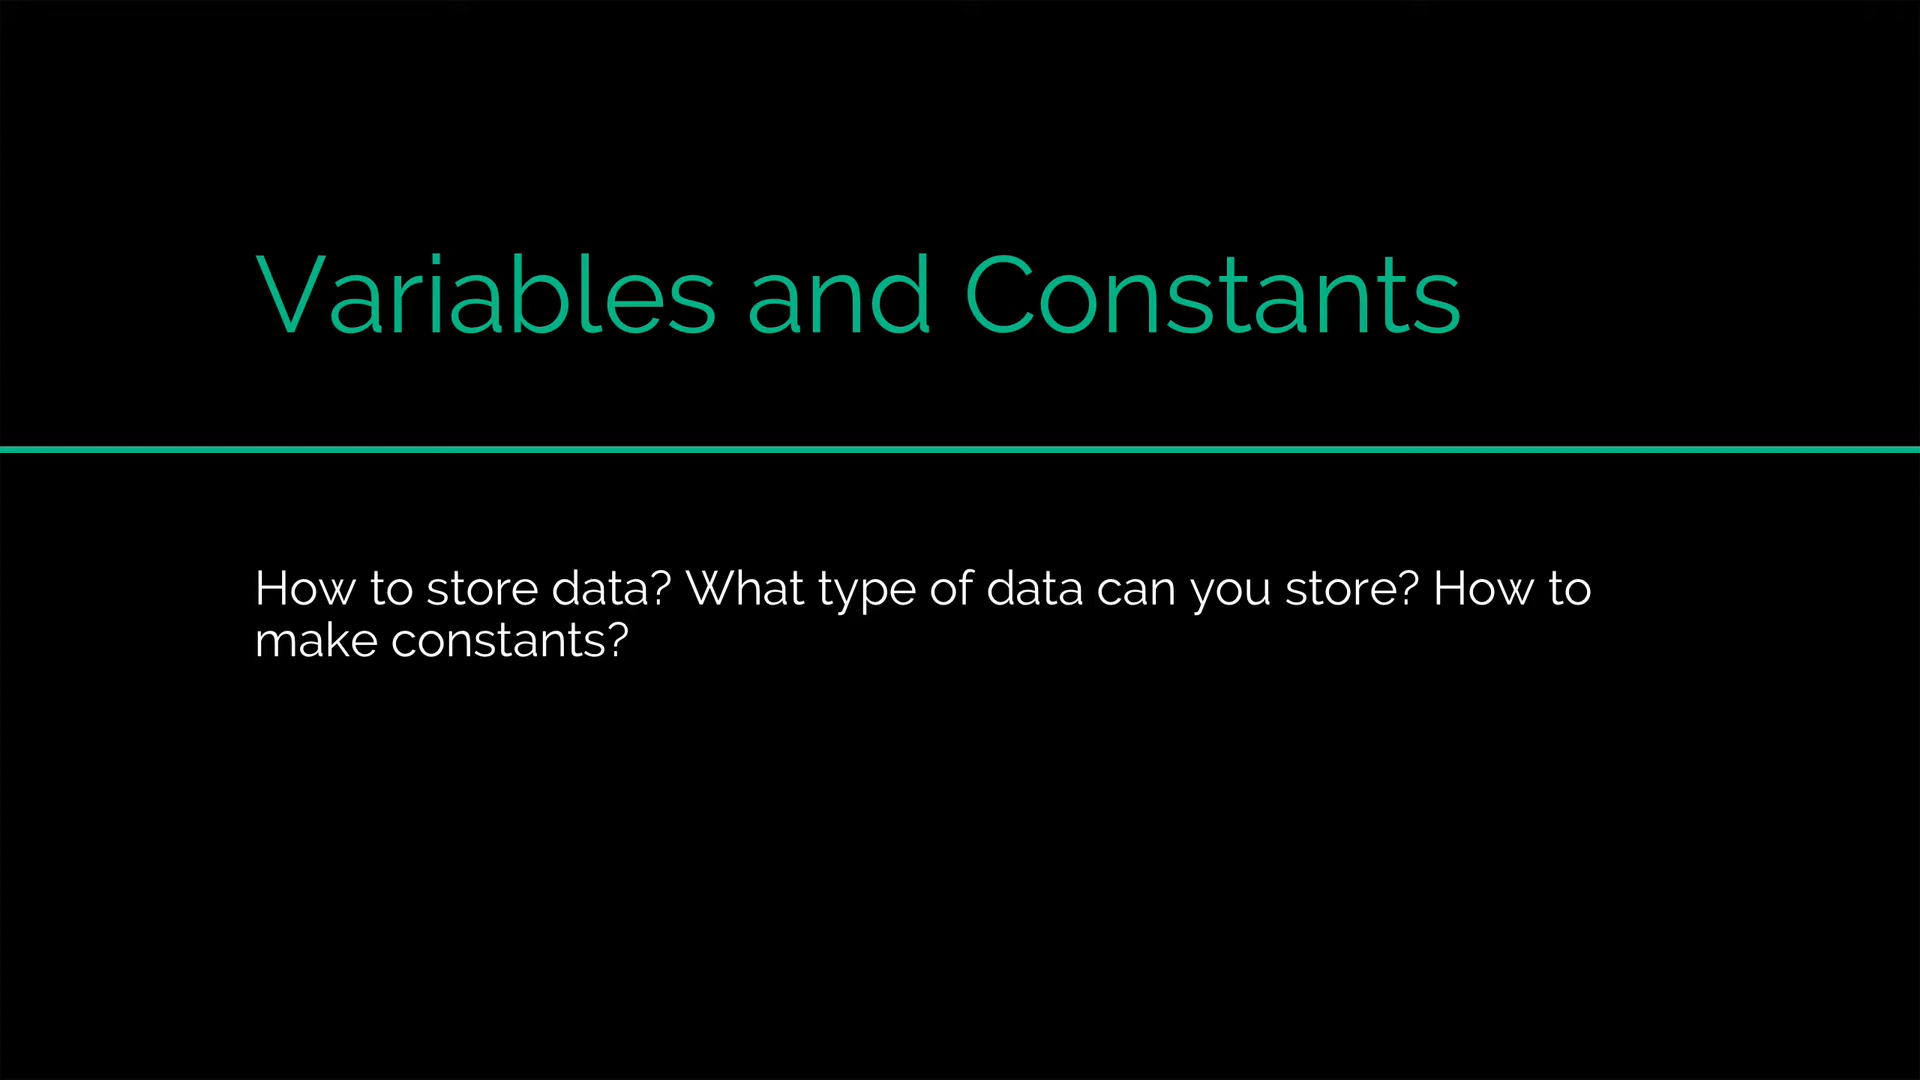 Variables and Constants
How to store data? What type of data can you store? How to
make constants?